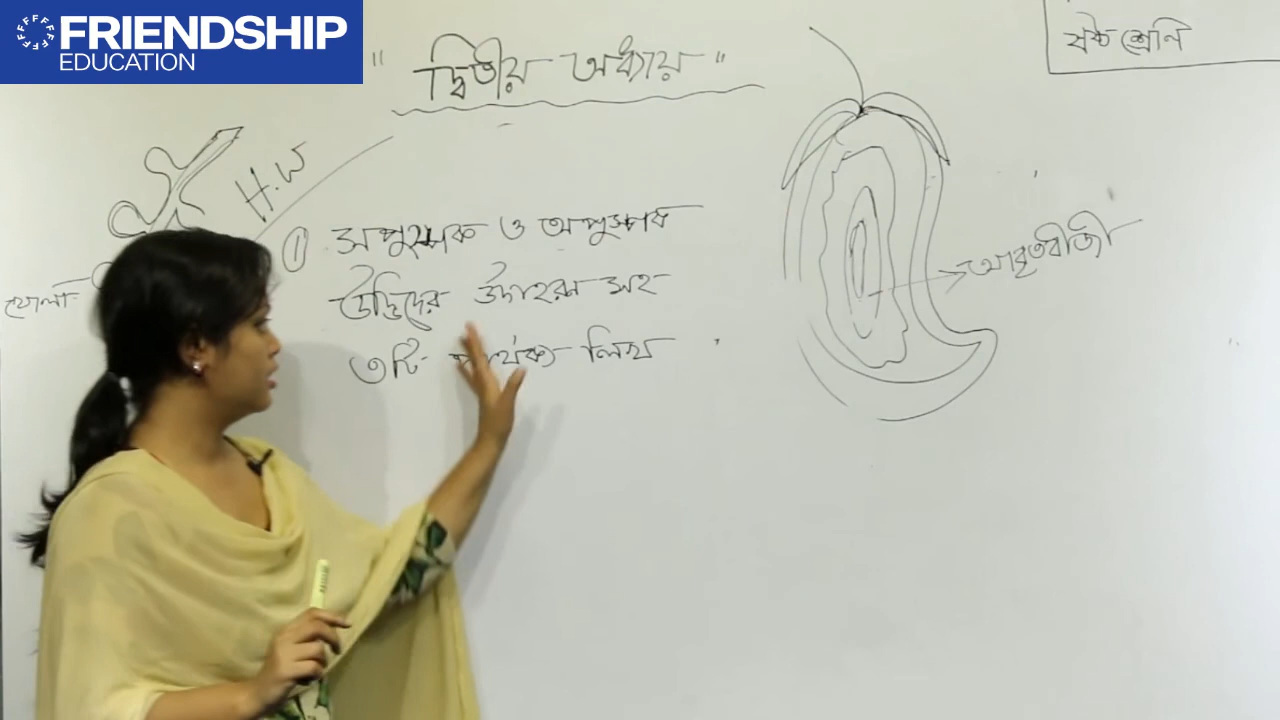 FRIENDSHIP
EDUCATION
" দ্বিতীয় অধ্যায় "
ষষ্ঠ শ্রেণি
H.W
① সপুষ্পক ও অপুষ্পক
উদ্ভিদের উদাহরণ সহ
৩টি পার্থক্য লিখ
আবৃতবীজী